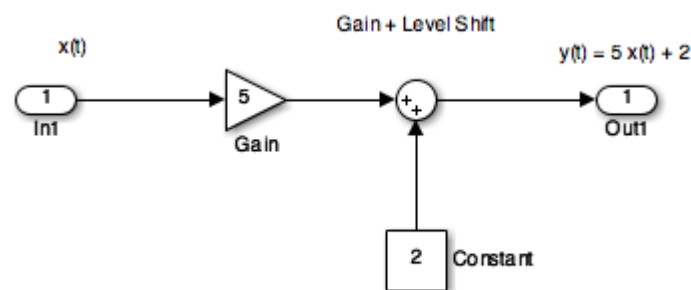 Gain + Level Shift
x(t)
y(t) = 5 x(t) + 2
1
5
+
+
1
In1
Out1
Gain
2
Constant